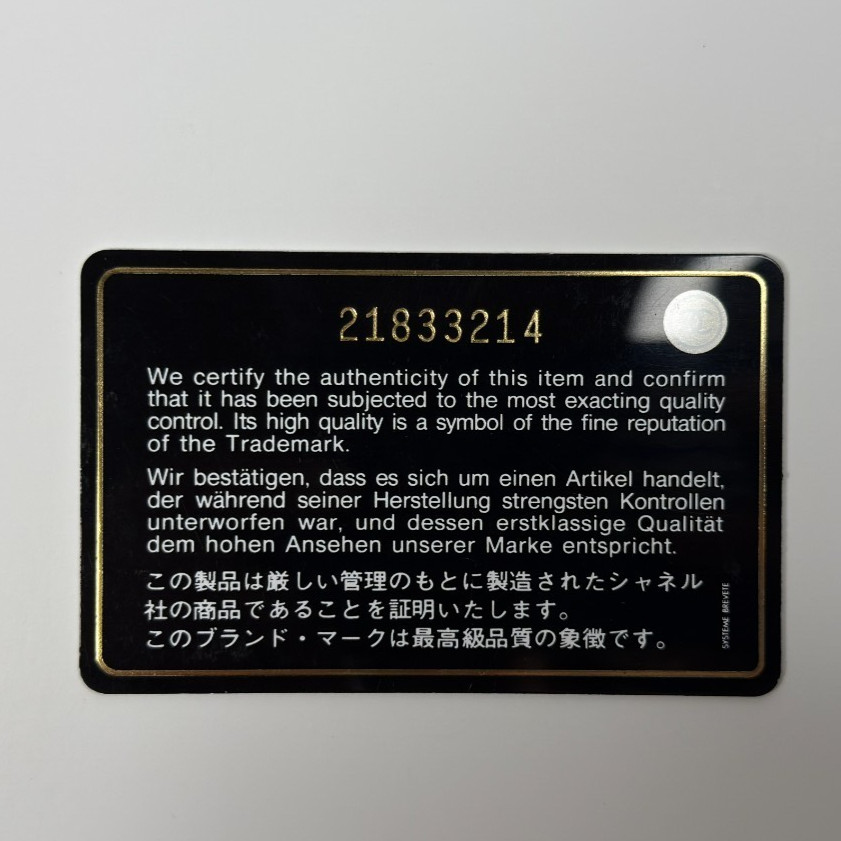 21833214
We certify the authenticity of this item and confirm
that it has been subjected to the most exacting quality
control. Its high quality is a symbol of the fine reputation
of the Trademark.
Wir bestätigen, dass es sich um einen Artikel handelt,
der während seiner Herstellung strengsten Kontrollen
unterworfen war, und dessen erstklassige Qualität
dem hohen Ansehen unserer Marke entspricht.
この製品は厳しい管理のもとに製造されたシャネル
社の商品であることを証明いたします。
このブランド・マークは最高級品質の象徴です。
SYSTEME BREVETE